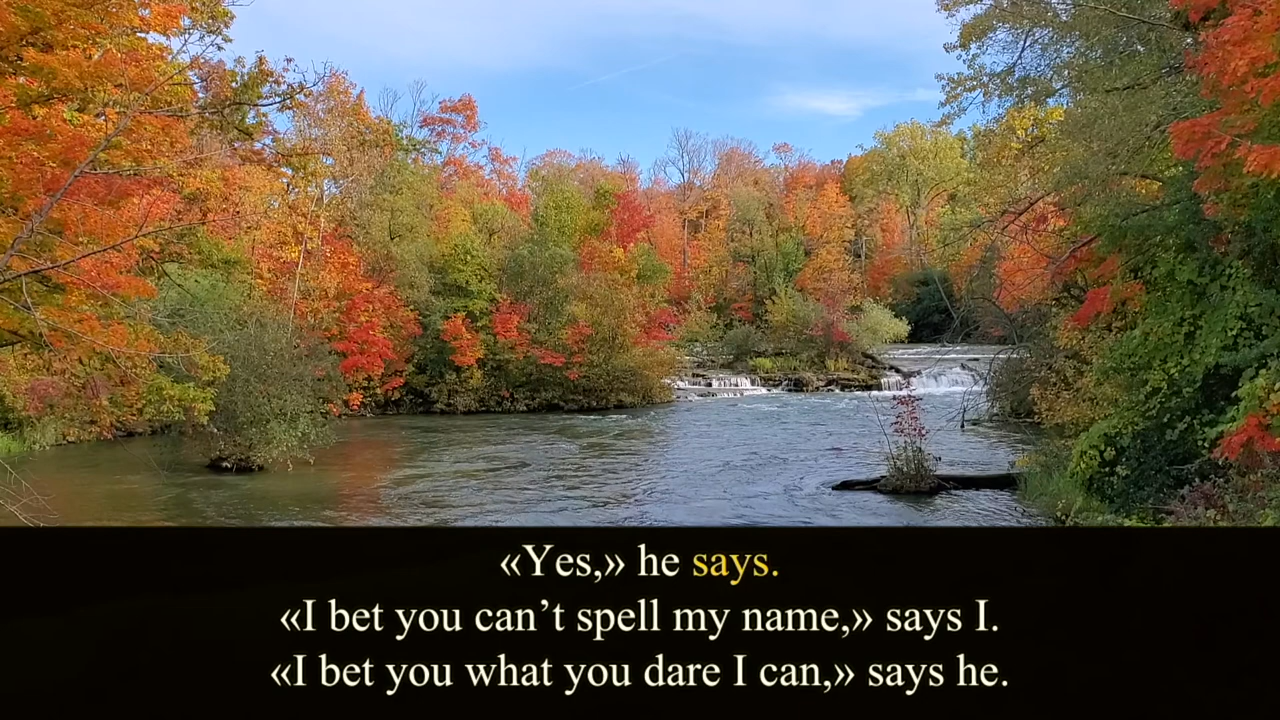 «Yes,» he says.
«I bet you can’t spell my name,» says I.
«I bet you what you dare I can,» says he.